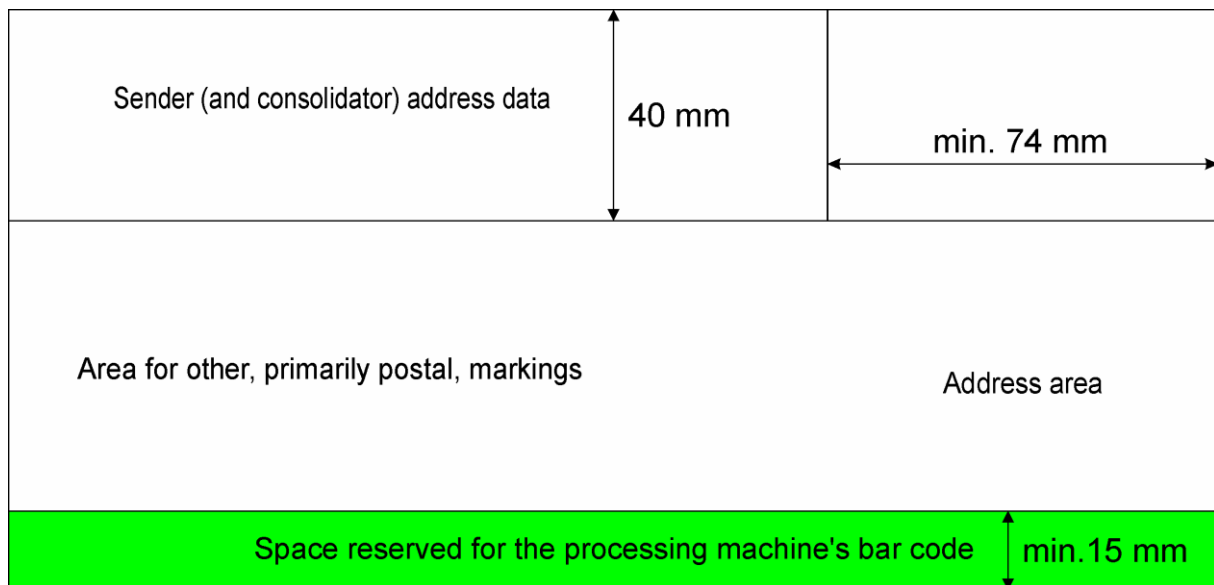 Sender (and consolidator) address data
40 mm
min. 74 mm
Area for other, primarily postal, markings
Address area
Space reserved for the processing machine's bar code
min.15 mm